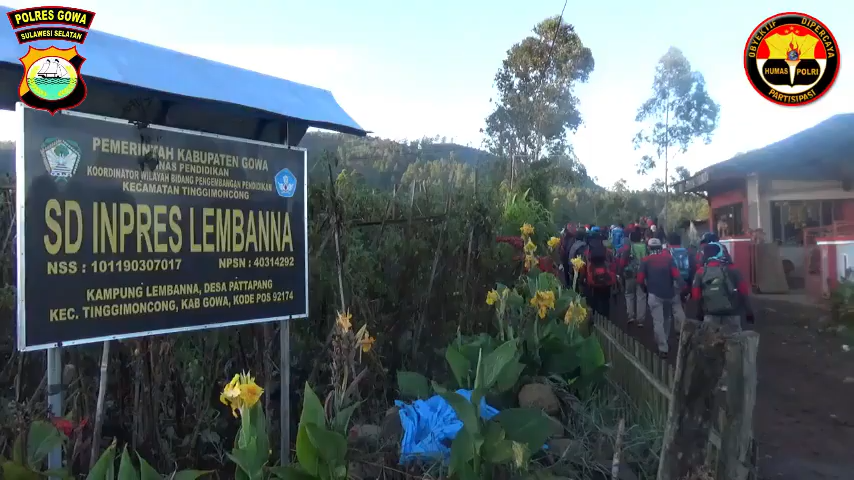 POLRES GOWA
SULAWESI SELATAN
OBYEKTIF DIPERCAYA
HUMAS POLRI
PARTISIPASI
PEMERINTAH KABUPATEN GOWA
DINAS PENDIDIKAN
KOORDINATOR WILAYAH BIDANG PENGEMBANGAN PENDIDIKAN
KECAMATAN TINGGIMONCONG
SD INPRES LEMBANNA
NSS : 101190307017 NPSN : 40314292
KAMPUNG LEMBANNA, DESA PATTAPANG
KEC. TINGGIMONCONG, KAB GOWA, KODE POS 92174